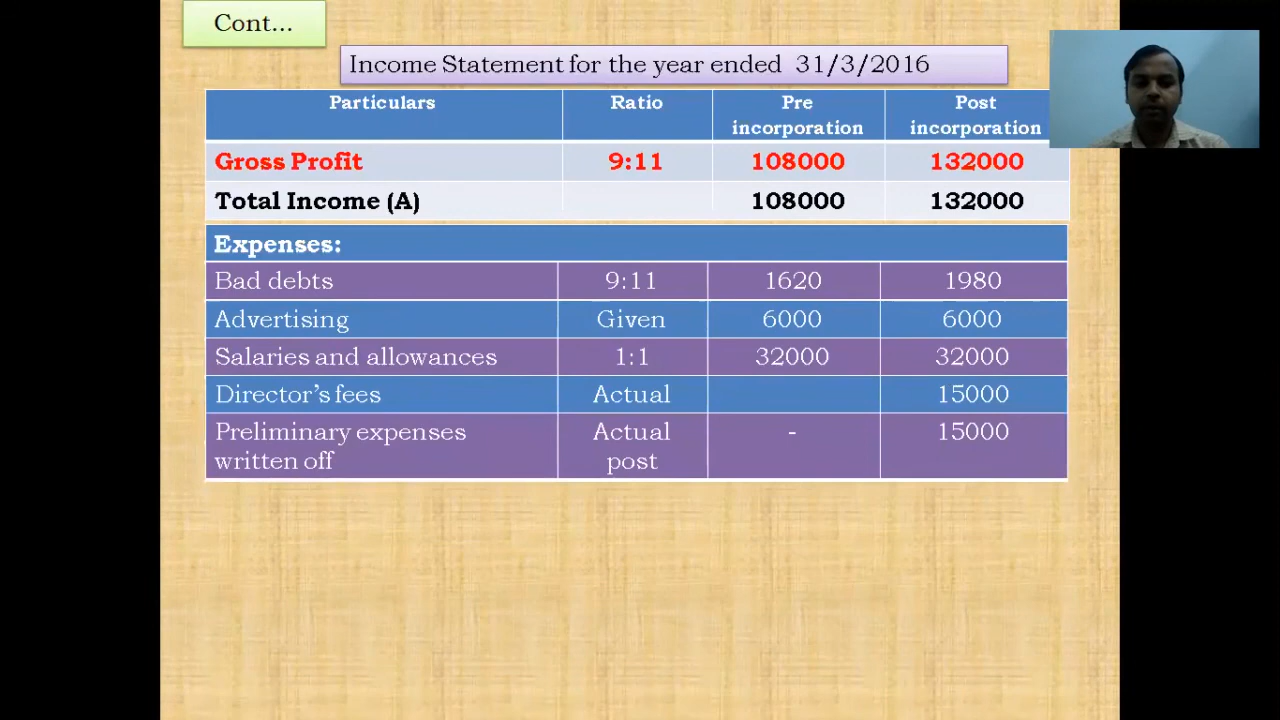 Cont...
Income Statement for the year ended 31/3/2016
Particulars Ratio Pre incorporation Post incorporation
Gross Profit 9:11 108000 132000
Total Income (A) 108000 132000
Expenses:
Bad debts 9:11 1620 1980
Advertising Given 6000 6000
Salaries and allowances 1:1 32000 32000
Director's fees Actual 15000
Preliminary expenses written off Actual post - 15000